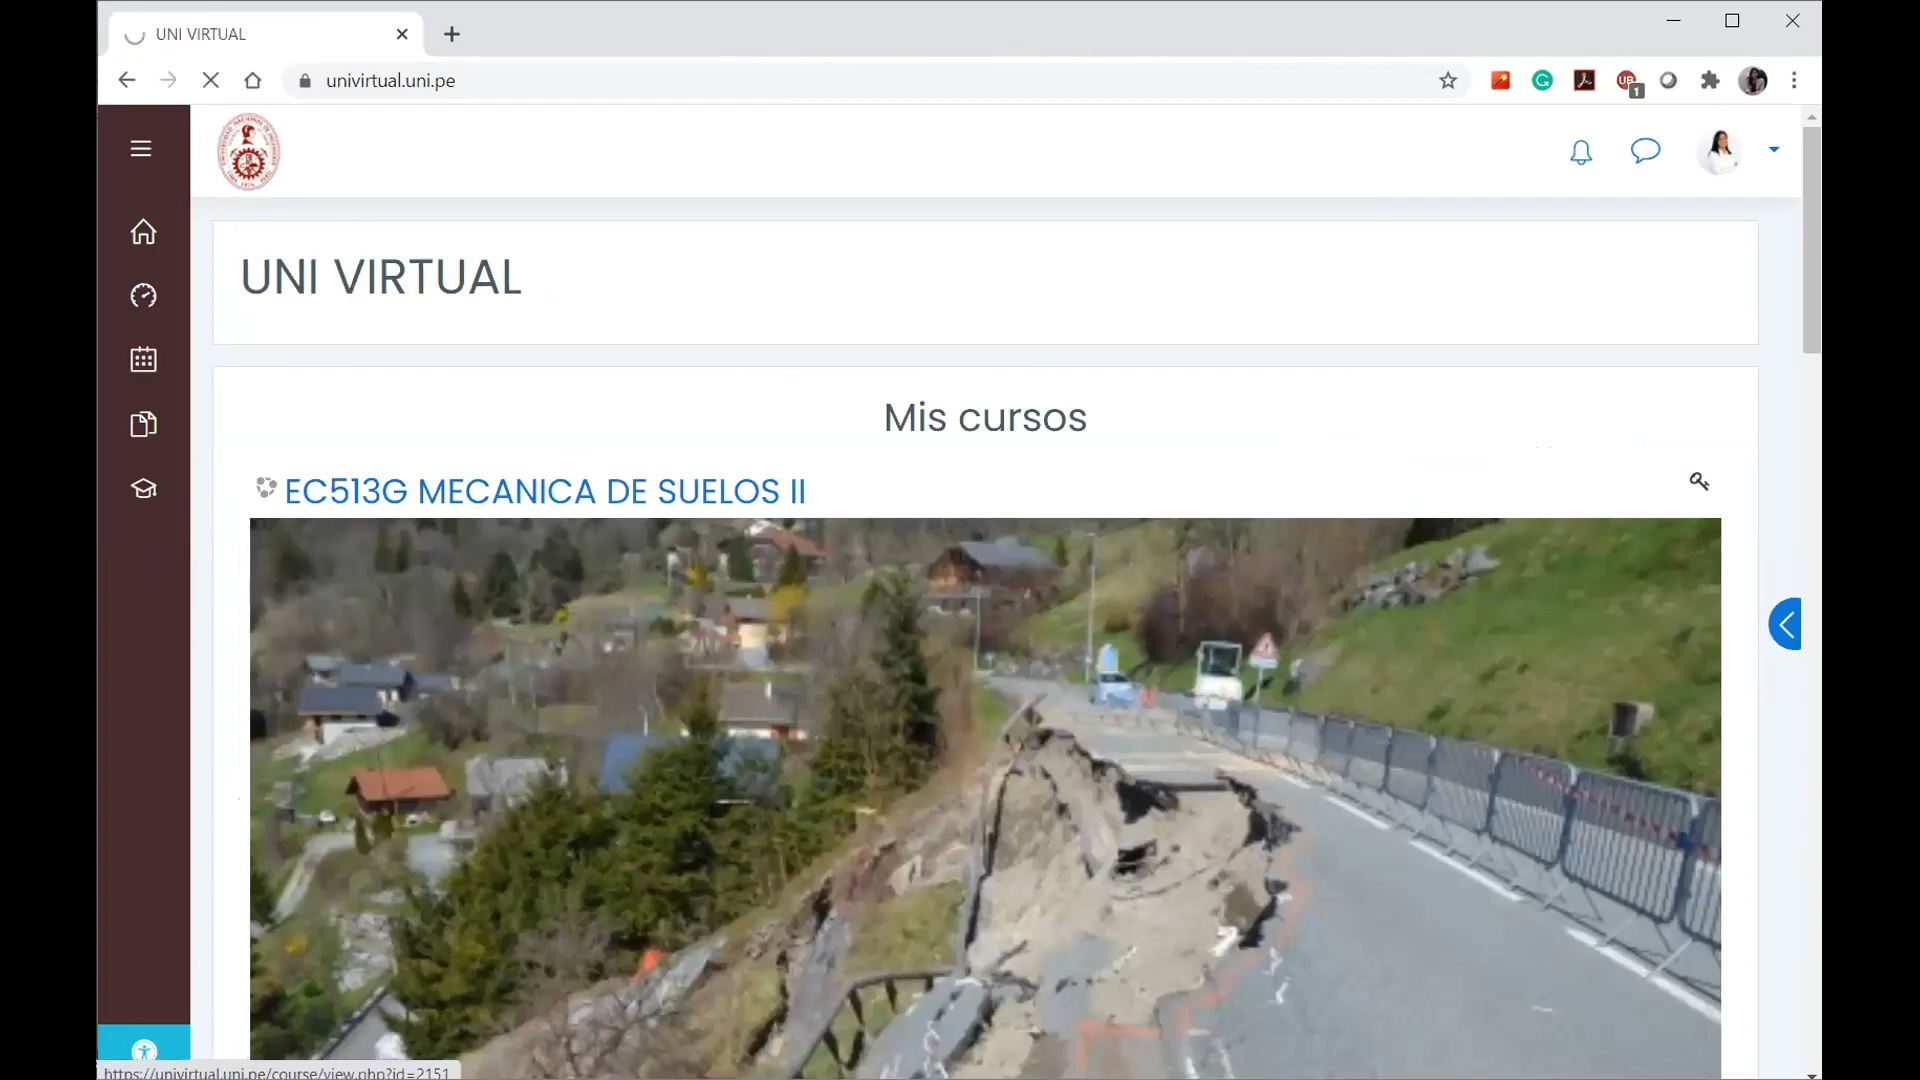 UNI VIRTUAL
univirtual.uni.pe
1
UNI VIRTUAL
Mis cursos
EC513G MECANICA DE SUELOS II
https://univirtual.uni.pe/course/view.php?id=2151